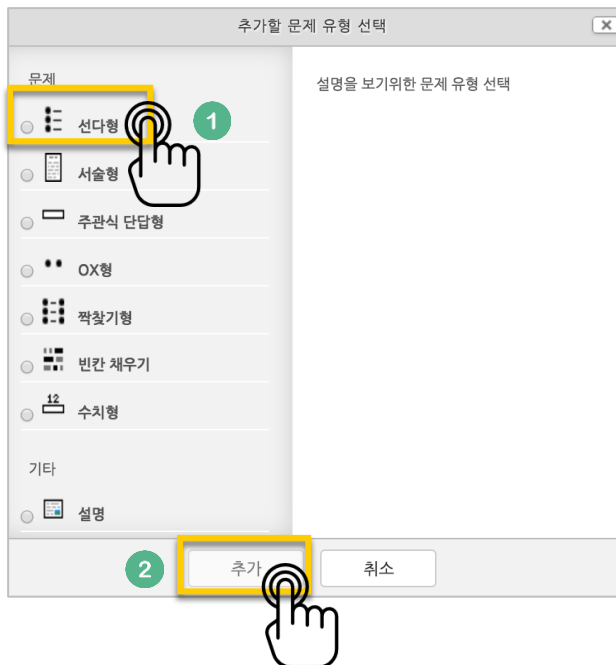 추가할 문제 유형 선택
문제
설명을 보기위한 문제 유형 선택
선다형
1
서술형
주관식 단답형
OX형
짝찾기형
빈칸 채우기
12
수치형
기타
설명
2
추가
취소